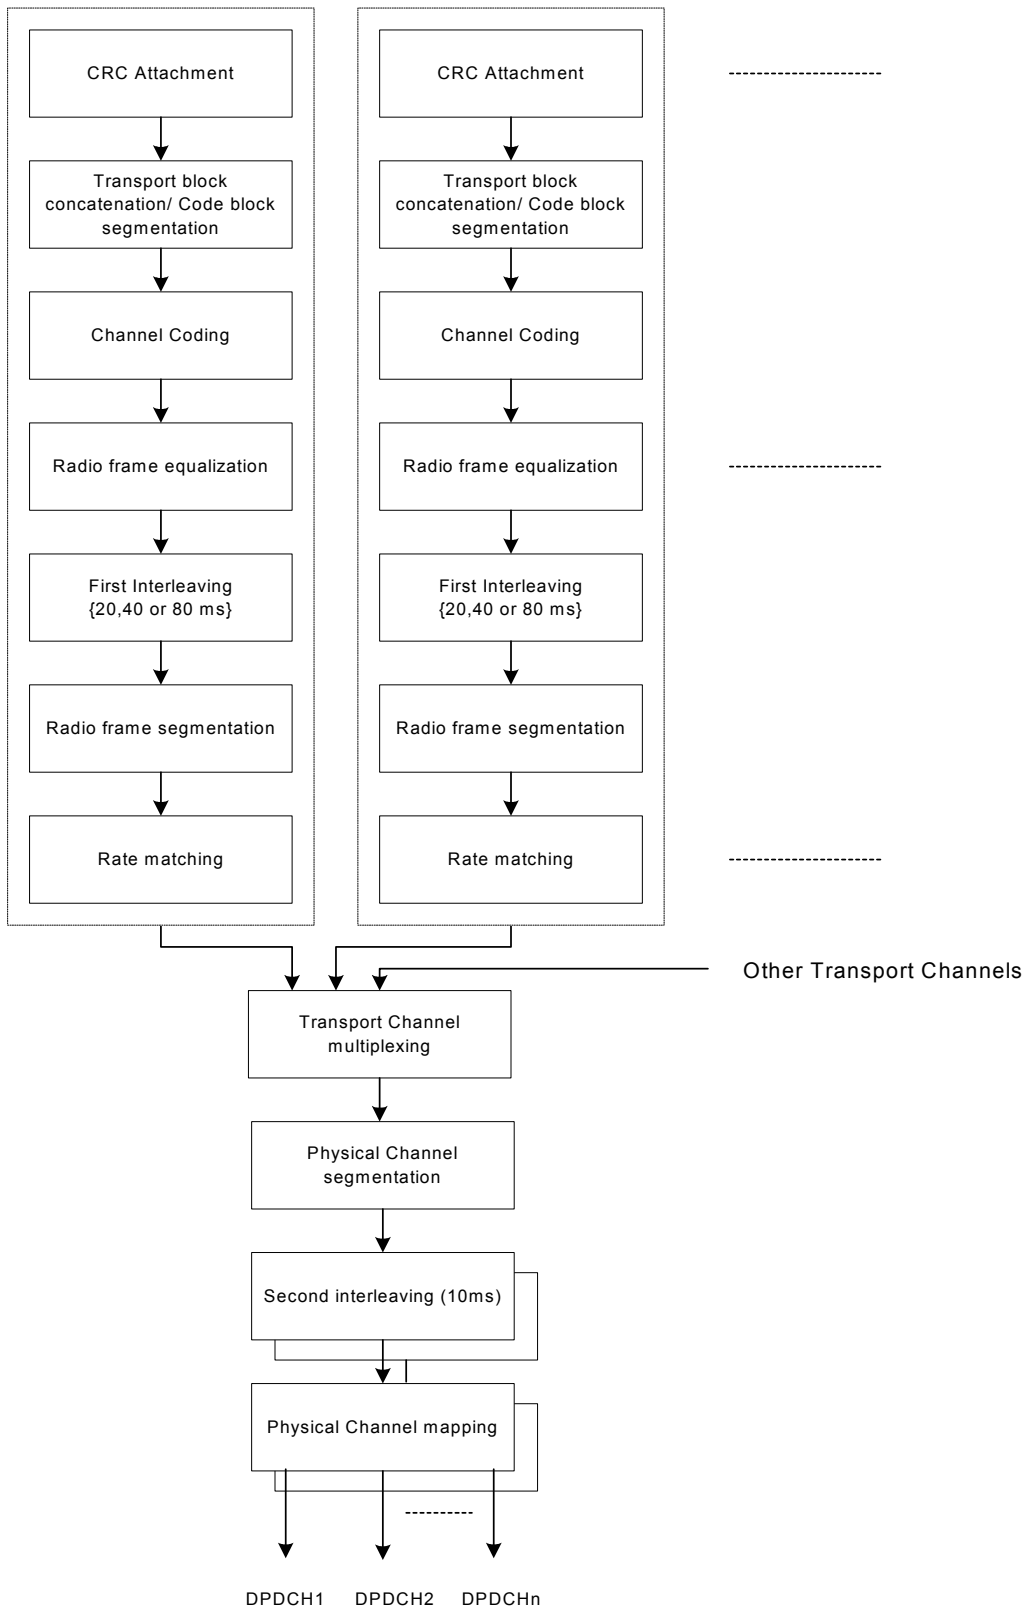 CRC Attachment
Transport block
concatenation/ Code block
segmentation
Channel Coding
Radio frame equalization
First Interleaving
{20,40 or 80 ms}
Radio frame segmentation
Rate matching
CRC Attachment
Transport block
concatenation/ Code block
segmentation
Channel Coding
Radio frame equalization
First Interleaving
{20,40 or 80 ms}
Radio frame segmentation
Rate matching
Other Transport Channels
Transport Channel
multiplexing
Physical Channel
segmentation
Second interleaving (10ms)
Physical Channel mapping
DPDCH1 DPDCH2 DPDCHn